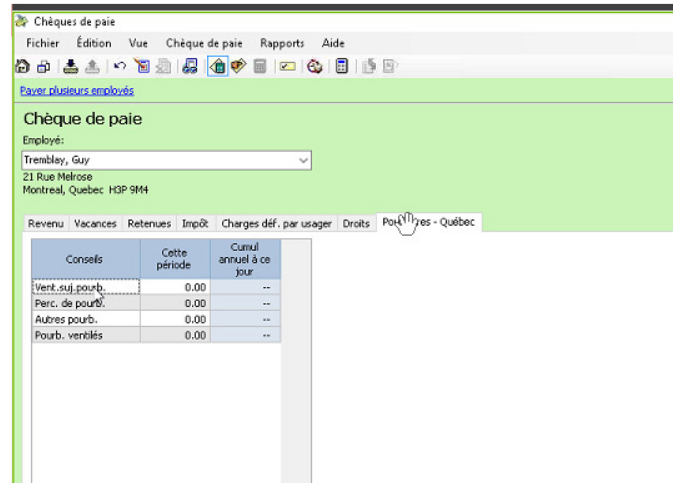 Chèques de paie
Fichier Édition Vue Chèque de paie Rapports Aide
Payer plusieurs employés
Chèque de paie
Employé:
Tremblay, Guy
21 Rue Melrose
Montreal, Quebec H3P 9M4
Revenu Vacances Retenues Impôt Charges déf. par usager Droits - Québec
Conseils Cette période Cumul annuel à ce jour
Vent.suj.pourb. 0.00 --
Perc. de pourb. 0.00 --
Autres pourb. 0.00 --
Pourb. ventilés 0.00 --